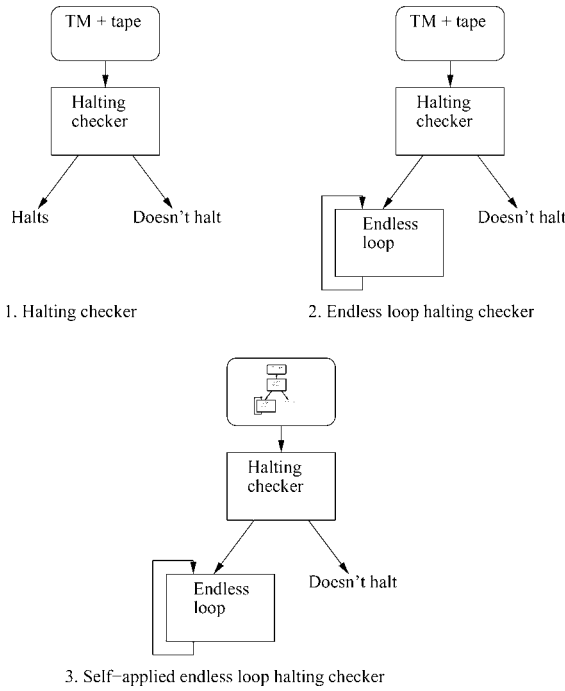 TM + tape
TM + tape
Halting
checker
Halting
checker
Halts
Doesn't halt
Endless
loop
Doesn't halt
1. Halting checker
2. Endless loop halting checker
Halting
checker
Endless
loop
Doesn't halt
3. Self-applied endless loop halting checker